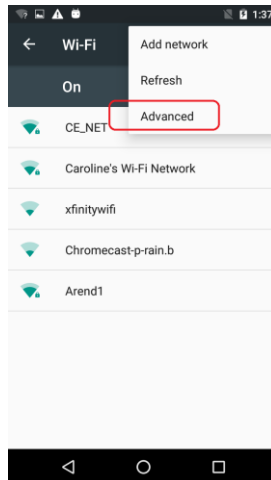 1:37
Wi-Fi
Add network
On
Refresh
Advanced
CE_NET
Caroline's Wi-Fi Network
xfinitywifi
Chromecast-p-rain.b
Arend1